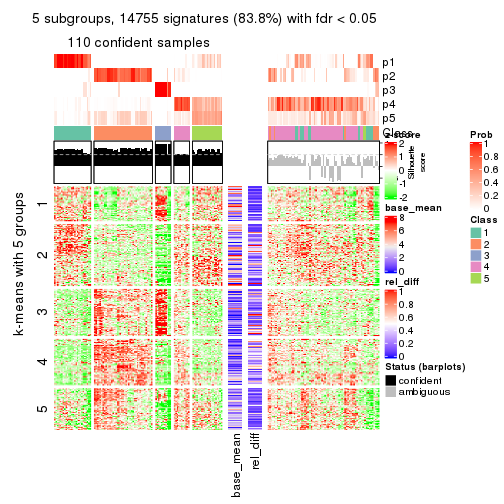 5 subgroups, 14755 signatures (83.8%) with fdr < 0.05
110 confident samples
p1
p2
p3
p4
p5
Class
z-score
2
1
0
-1
-2
Silhouette
score
k-means with 5 groups
1
2
3
4
5
base_mean
rel_diff
base_mean
8
6
4
2
0
rel_diff
1
0.8
0.6
0.4
0.2
0
Status (barplots)
confident
ambiguous
Prob
1
0.8
0.6
0.4
0.2
0
Class
1
2
3
4
5